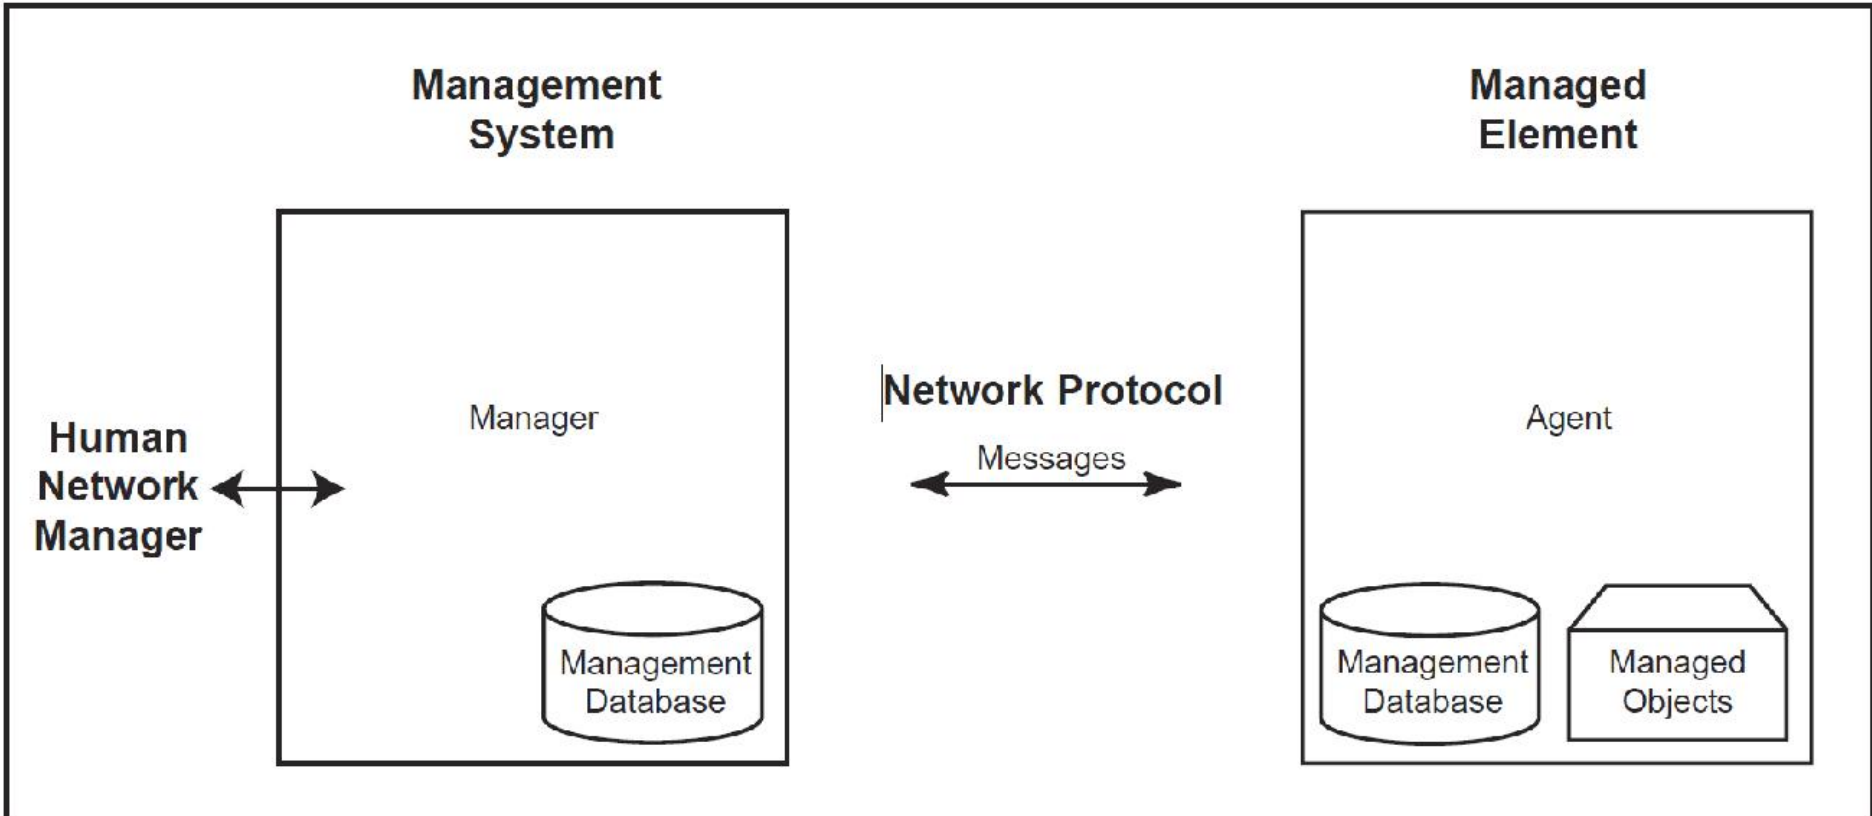 Management
System
Managed
Element
Human
Network
Manager
Manager
Management
Database
Network Protocol
Messages
Agent
Management
Database
Managed
Objects